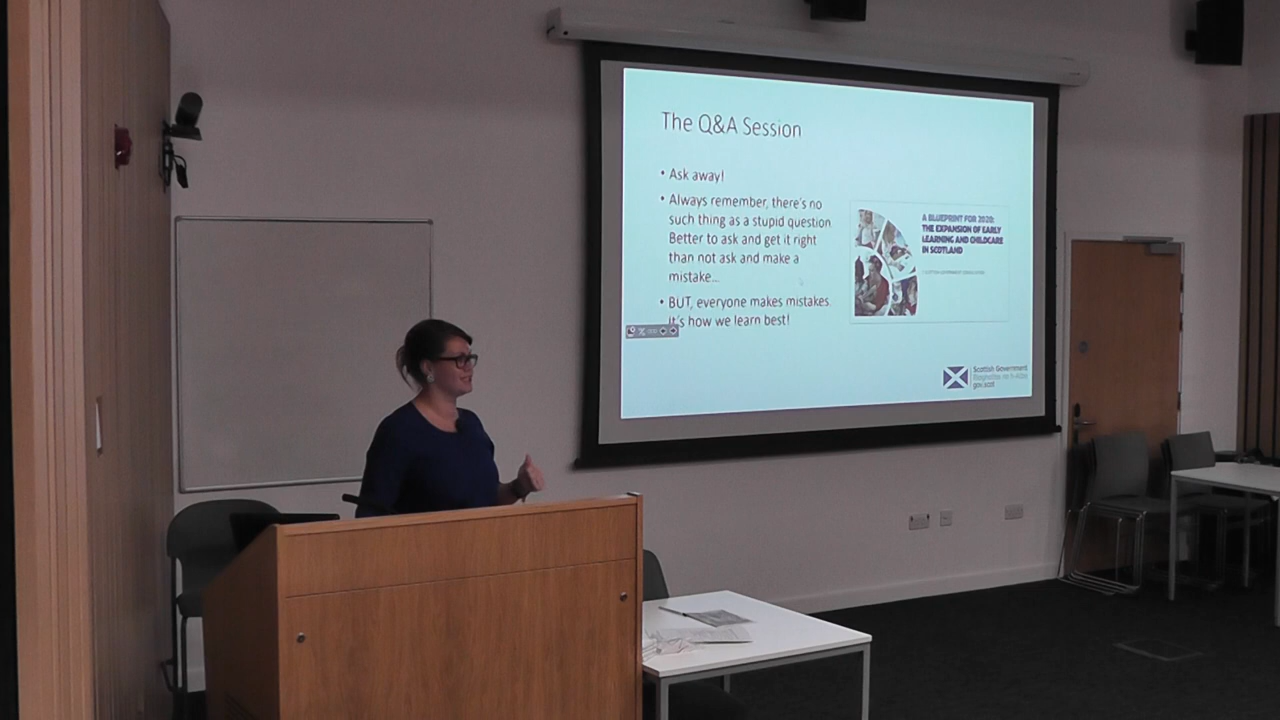 The Q&A Session
• Ask away!
• Always remember, there's no
such thing as a stupid question.
Better to ask and get it right
than not ask and make a
mistake...
• BUT, everyone makes mistakes.
it's how we learn best!
A BLUEPRINT FOR 2020:
THE EXPANSION OF EARLY
LEARNING AND CHILDCARE
IN SCOTLAND
Scottish Government
gov.scot